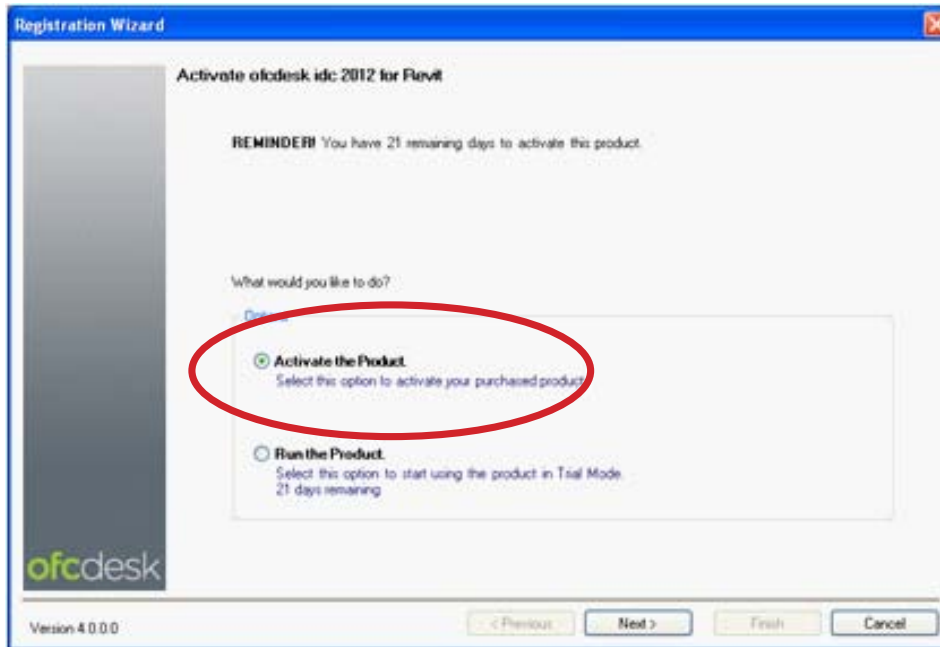 Registration Wizard
Activate ofcdesk idc 2012 for Revit
REMINDER! You have 21 remaining days to activate this product.
What would you like to do?
Options
Activate the Product.
Select this option to activate your purchased product
Run the Product.
Select this option to start using the product in Trial Mode.
21 days remaining
ofcdesk
Version 4.0.0.0
< Previous
Next >
Finish
Cancel